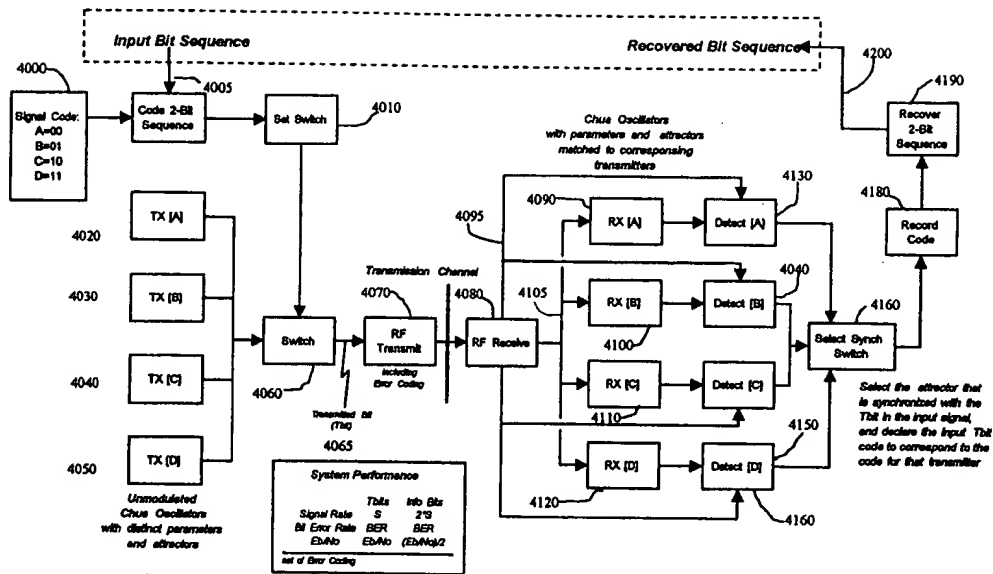 Input Bit Sequence
Recovered Bit Sequence
4000
4005
4010
4200
4190
Signal Code:
A=00
B=01
C=10
D=11
Code 2-Bit
Sequence
Set Switch
Recover
2-Bit
Sequence
Chus Oscillators
with parameters and attractors
matched to corresponsing
transmitters
4020
TX [A]
4030
TX [B]
4040
TX [C]
4050
TX [D]
Unmodulated
Chus Oscillators
with distinct parameters
and attractors
Switch
4060
Transmitted bit
(Tbit)
4065
Transmission Channel
4070
RF
Transmit
including
Error Coding
4080
RF Receive
4095
4105
4090
RX [A]
RX [B]
4100
RX [C]
4110
RX [D]
4120
4130
Detect [A]
4040
Detect [B]
Detect [C]
4150
Detect [D]
4160
4180
Record
Code
4160
Select Synch
Switch
Select the attractor that
is synchronized with the
Tbit in the input signal,
and declare the input Tbit
code to correspond to the
code for that transmitter
System Performance
Tbits Info Bits
Signal Rate S 2*S
Bit Error Rate BER BER
Eb/No Eb/No (Eb/No)/2
net of Error Coding